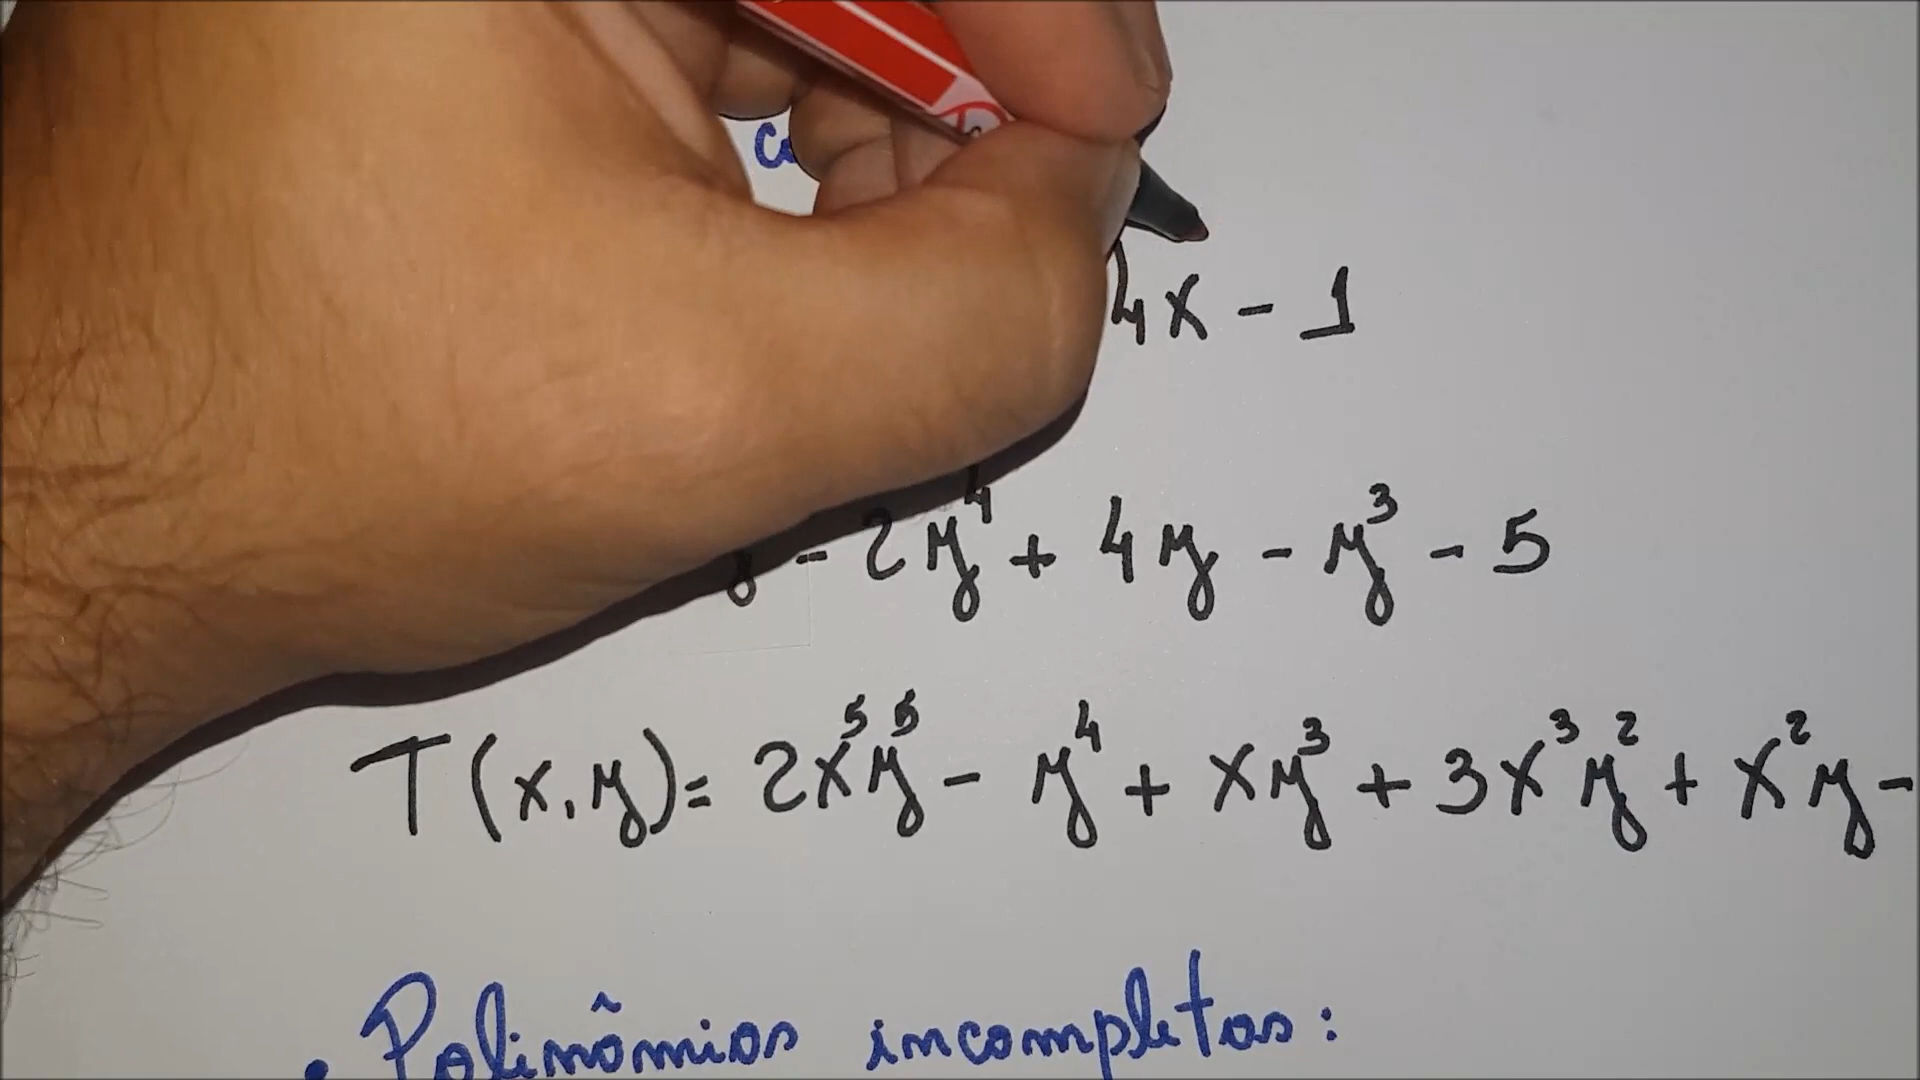 4x - 1
y - 2y⁴ + 4y - y³ - 5
T(x,y)= 2x⁵y⁵ - y⁴ + xy³ + 3x³y² + x²y -
• Polinômios incompletos: